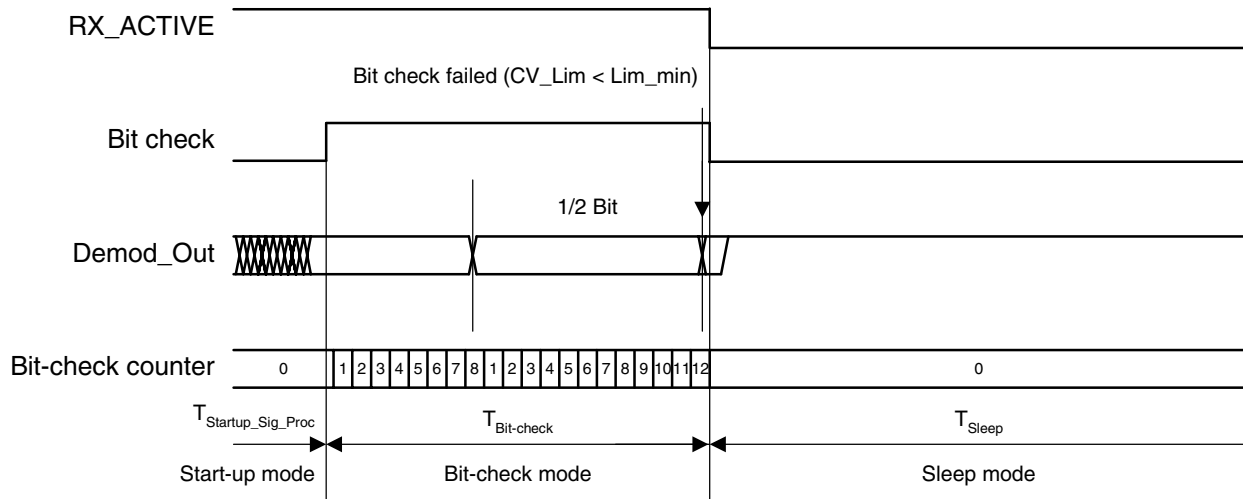 RX_ACTIVE
Bit check failed (CV_Lim < Lim_min)
Bit check
1/2 Bit
Demod_Out
Bit-check counter 0 1 2 3 4 5 6 7 8 1 2 3 4 5 6 7 8 9 10 11 12 0
TStartup_Sig_Proc TBit-check TSleep
Start-up mode Bit-check mode Sleep mode